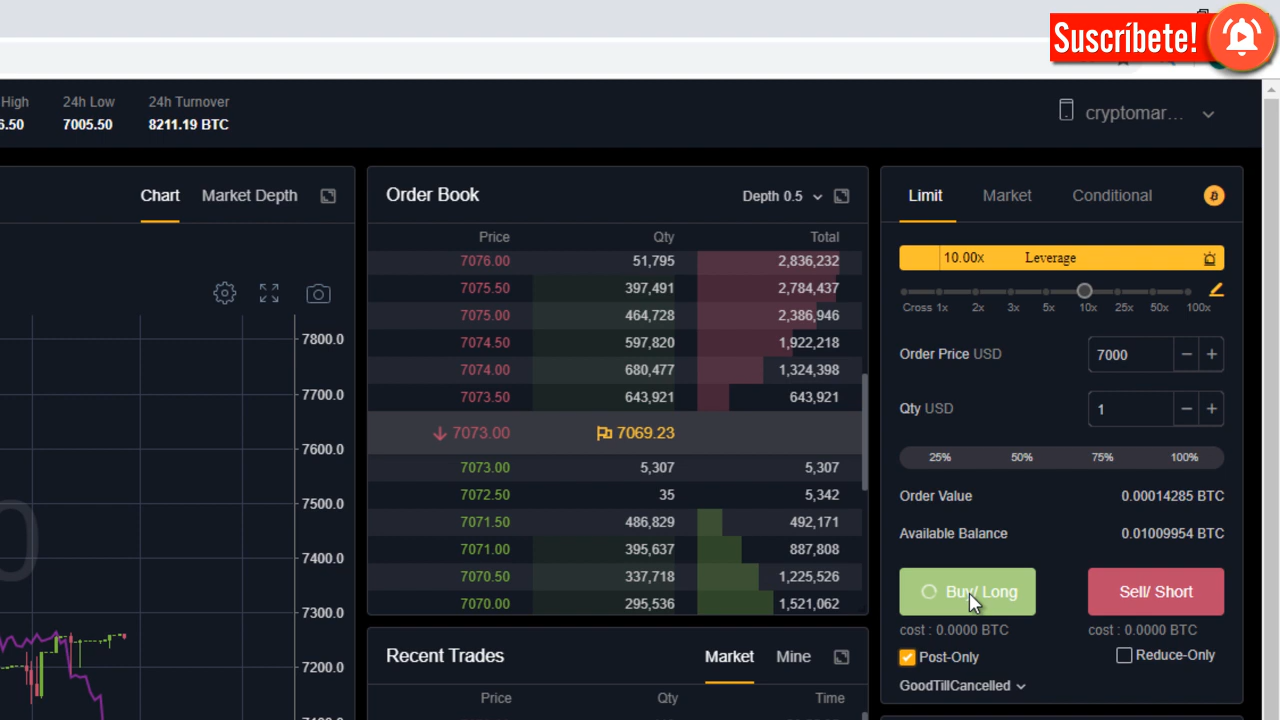 Suscríbete!
High 24h Low 24h Turnover
6.50 7005.50 8211.19 BTC
cryptomar...
Chart Market Depth
7800.0
7700.0
7600.0
7500.0
7400.0
7300.0
7200.0
Order Book Depth 0.5
Price Qty Total
7076.00 51,795 2,836,232
7075.50 397,491 2,784,437
7075.00 464,728 2,386,946
7074.50 597,820 1,922,218
7074.00 680,477 1,324,398
7073.50 643,921 643,921
7073.00 7069.23
7073.00 5,307 5,307
7072.50 35 5,342
7071.50 486,829 492,171
7071.00 395,637 887,808
7070.50 337,718 1,225,526
7070.00 295,536 1,521,062
Recent Trades Market Mine
Price Qty Time
Limit Market Conditional
10.00x Leverage
Cross 1x 2x 3x 5x 10x 25x 50x 100x
Order Price USD 7000
Qty USD 1
25% 50% 75% 100%
Order Value 0.00014285 BTC
Available Balance 0.01009954 BTC
Buy/ Long Sell/ Short
cost : 0.0000 BTC cost : 0.0000 BTC
Post-Only Reduce-Only
GoodTillCancelled